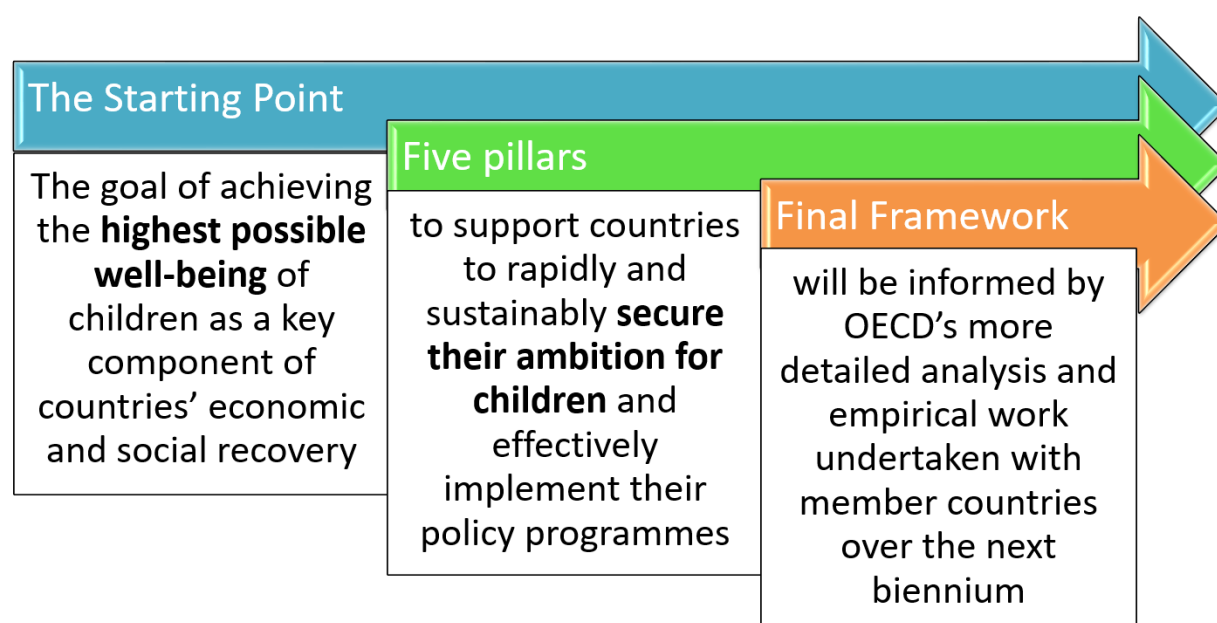 The Starting Point
The goal of achieving
the highest possible
well-being of
children as a key
component of
countries’ economic
and social recovery
Five pillars
to support countries
to rapidly and
sustainably secure
their ambition for
children and
effectively
implement their
policy programmes
Final Framework
will be informed by
OECD’s more
detailed analysis and
empirical work
undertaken with
member countries
over the next
biennium